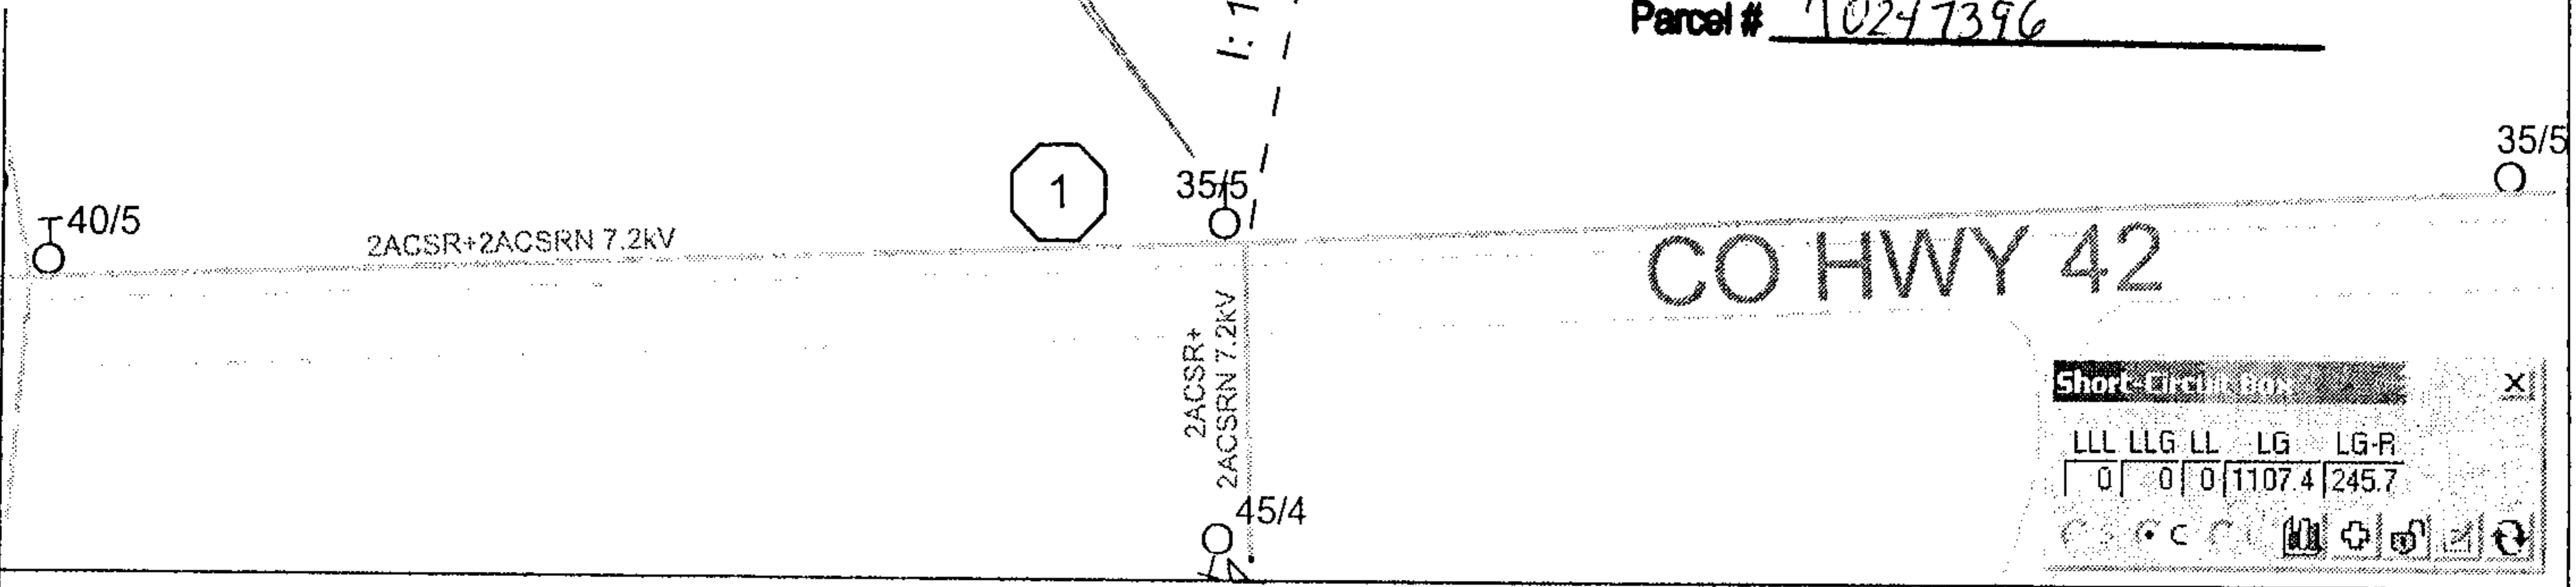 Parcel #
I: 1
35/5
1
35/5
40/5
2ACSR+2ACSRN 7.2kV
CO HWY 42
2ACSR+
2ACSRN 7.2kV
Short-Circuit Box
LLL LLG LL LG LG-R
0 0 0 1107.4 245.7
C
45/4